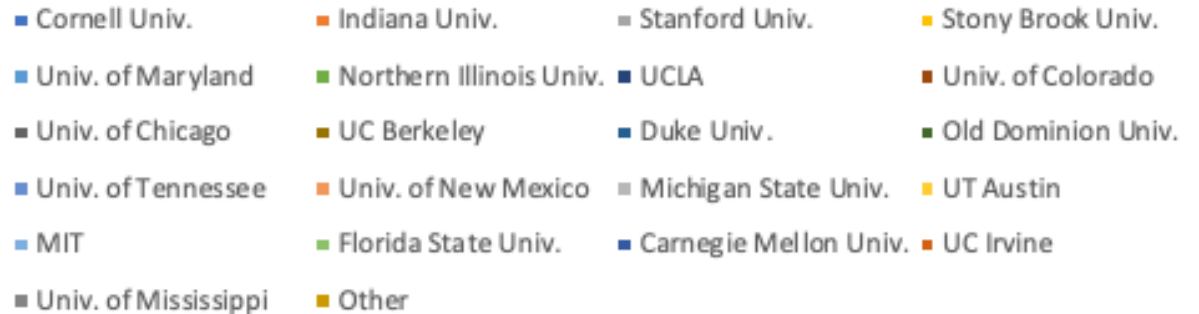 Cornell Univ. Indiana Univ. Stanford Univ. Stony Brook Univ.
Univ. of Maryland Northern Illinois Univ. UCLA Univ. of Colorado
Univ. of Chicago UC Berkeley Duke Univ. Old Dominion Univ.
Univ. of Tennessee Univ. of New Mexico Michigan State Univ. UT Austin
MIT Florida State Univ. Carnegie Mellon Univ. UC Irvine
Univ. of Mississippi Other